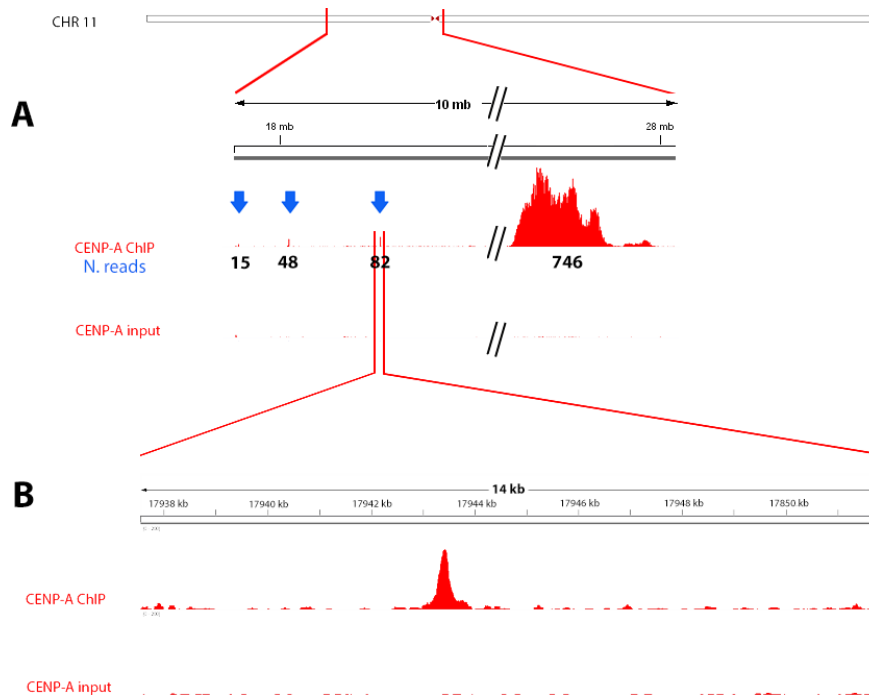 CHR 11
A
10 mb
18 mb 28 mb
CENP-A ChIP
N. reads
15 48 82 746
CENP-A input
B
14 kb
17938 kb 17940 kb 17942 kb 17944 kb 17946 kb 17948 kb 17850 kb
CENP-A ChIP
CENP-A input